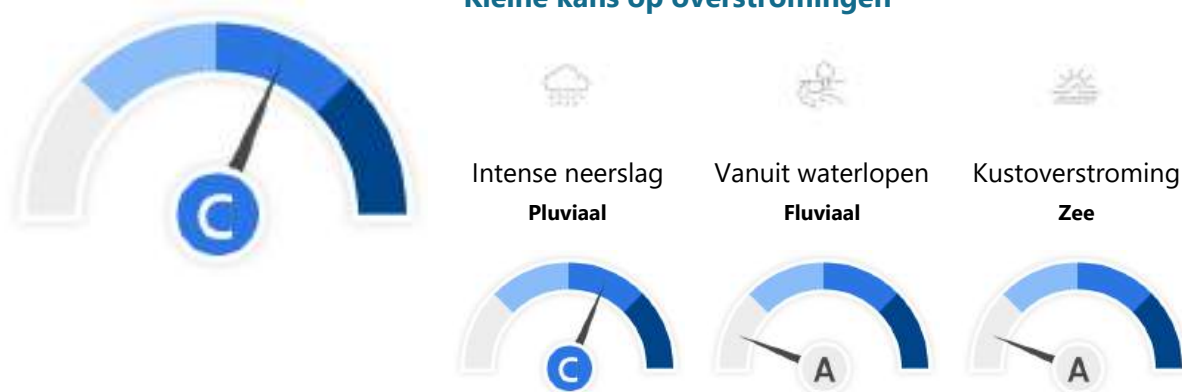 Kleine kans op overstromingen
C
Intense neerslag
Pluviaal
Vanuit waterlopen
Fluviaal
Kustoverstroming
Zee
C
A
A